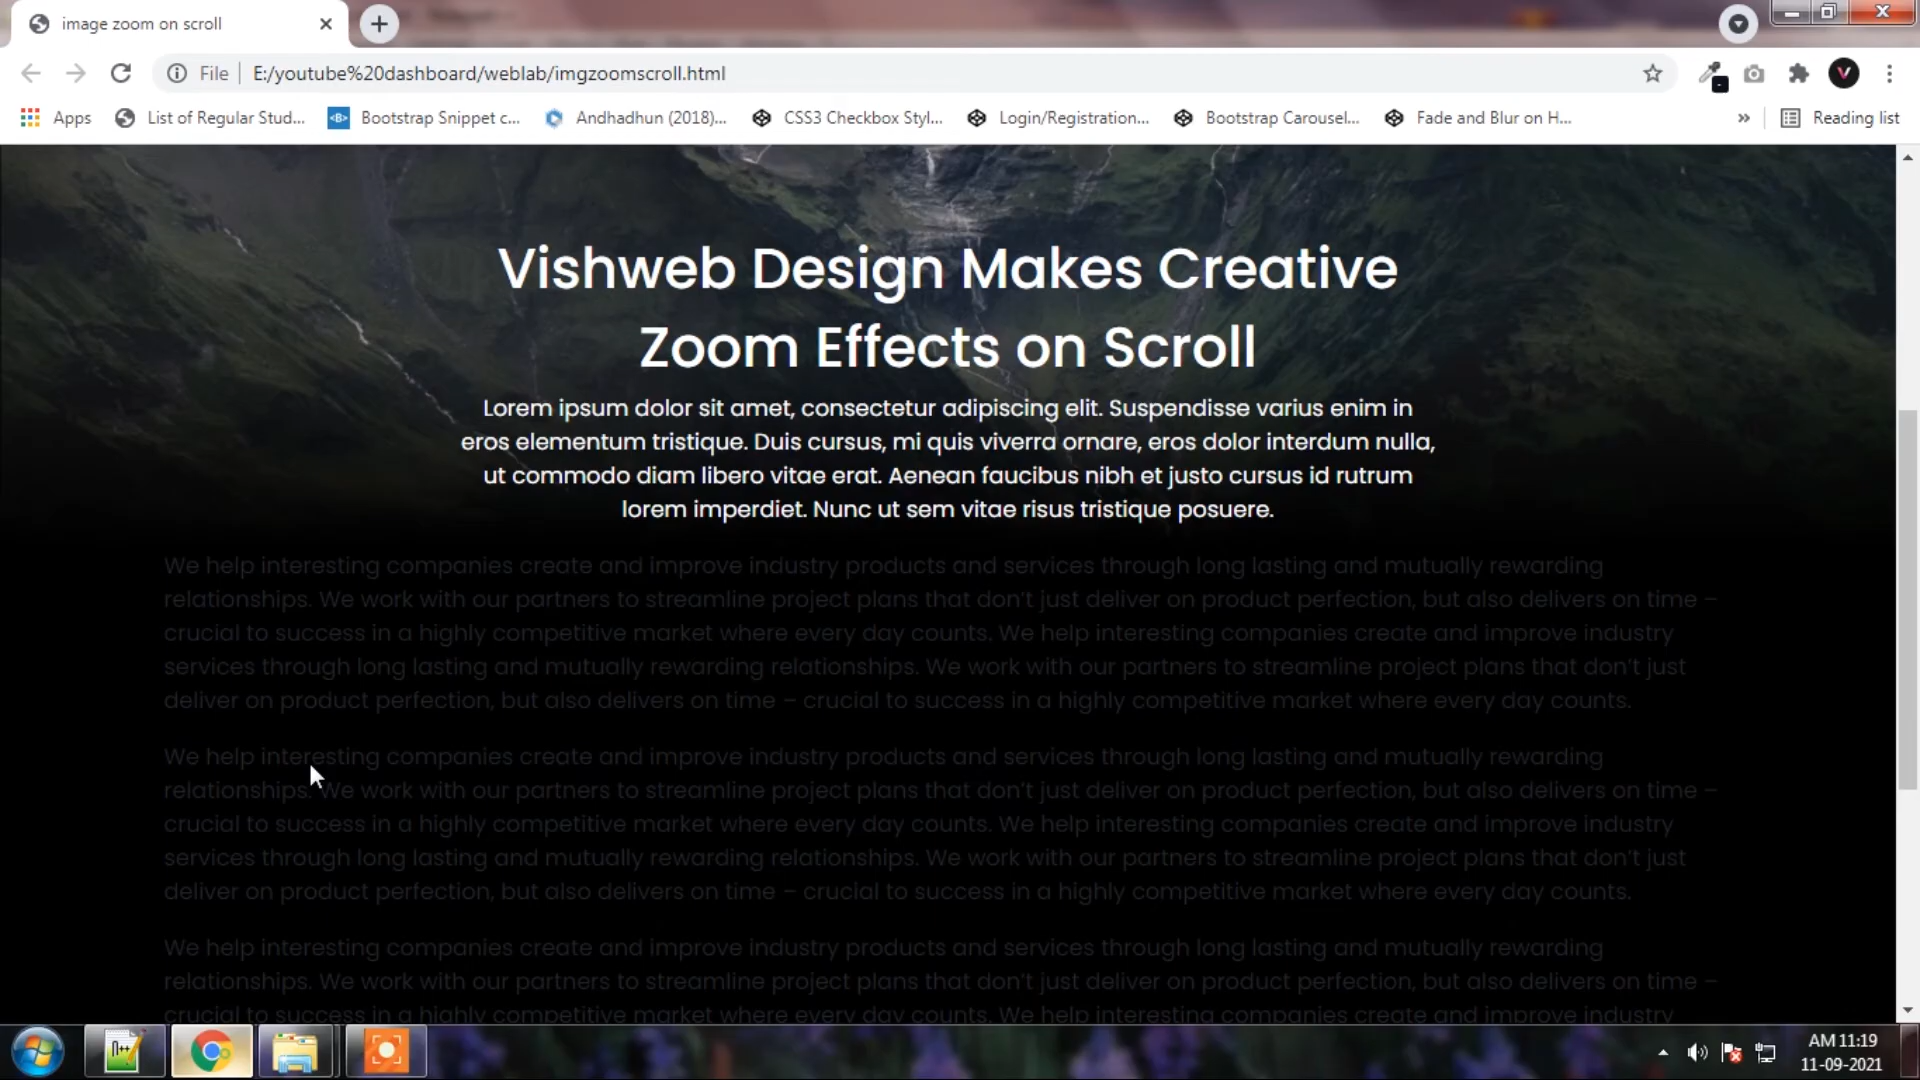 image zoom on scroll
File
E:/youtube%20dashboard/weblab/imgzoomscroll.html
Apps
List of Regular Stud...
<B>
Bootstrap Snippet c...
Andhadhun (2018)...
CSS3 Checkbox Styl...
Login/Registration...
Bootstrap Carousel...
Fade and Blur on H...
»
Reading list
Vishweb Design Makes Creative
Zoom Effects on Scroll
Lorem ipsum dolor sit amet, consectetur adipiscing elit. Suspendisse varius enim in
eros elementum tristique. Duis cursus, mi quis viverra ornare, eros dolor interdum nulla,
ut commodo diam libero vitae erat. Aenean faucibus nibh et justo cursus id rutrum
lorem imperdiet. Nunc ut sem vitae risus tristique posuere.
We help interesting companies create and improve industry products and services through long lasting and mutually rewarding
relationships. We work with our partners to streamline project plans that don’t just deliver on product perfection, but also delivers on time –
crucial to success in a highly competitive market where every day counts. We help interesting companies create and improve industry
services through long lasting and mutually rewarding relationships. We work with our partners to streamline project plans that don’t just
deliver on product perfection, but also delivers on time – crucial to success in a highly competitive market where every day counts.
We help interesting companies create and improve industry products and services through long lasting and mutually rewarding
relationships. We work with our partners to streamline project plans that don’t just deliver on product perfection, but also delivers on time –
crucial to success in a highly competitive market where every day counts. We help interesting companies create and improve industry
services through long lasting and mutually rewarding relationships. We work with our partners to streamline project plans that don’t just
deliver on product perfection, but also delivers on time – crucial to success in a highly competitive market where every day counts.
We help interesting companies create and improve industry products and services through long lasting and mutually rewarding
relationships. We work with our partners to streamline project plans that don’t just deliver on product perfection, but also delivers on time –
crucial to success in a highly competitive market where every day counts. We help interesting companies create and improve industry
AM 11:19
11-09-2021